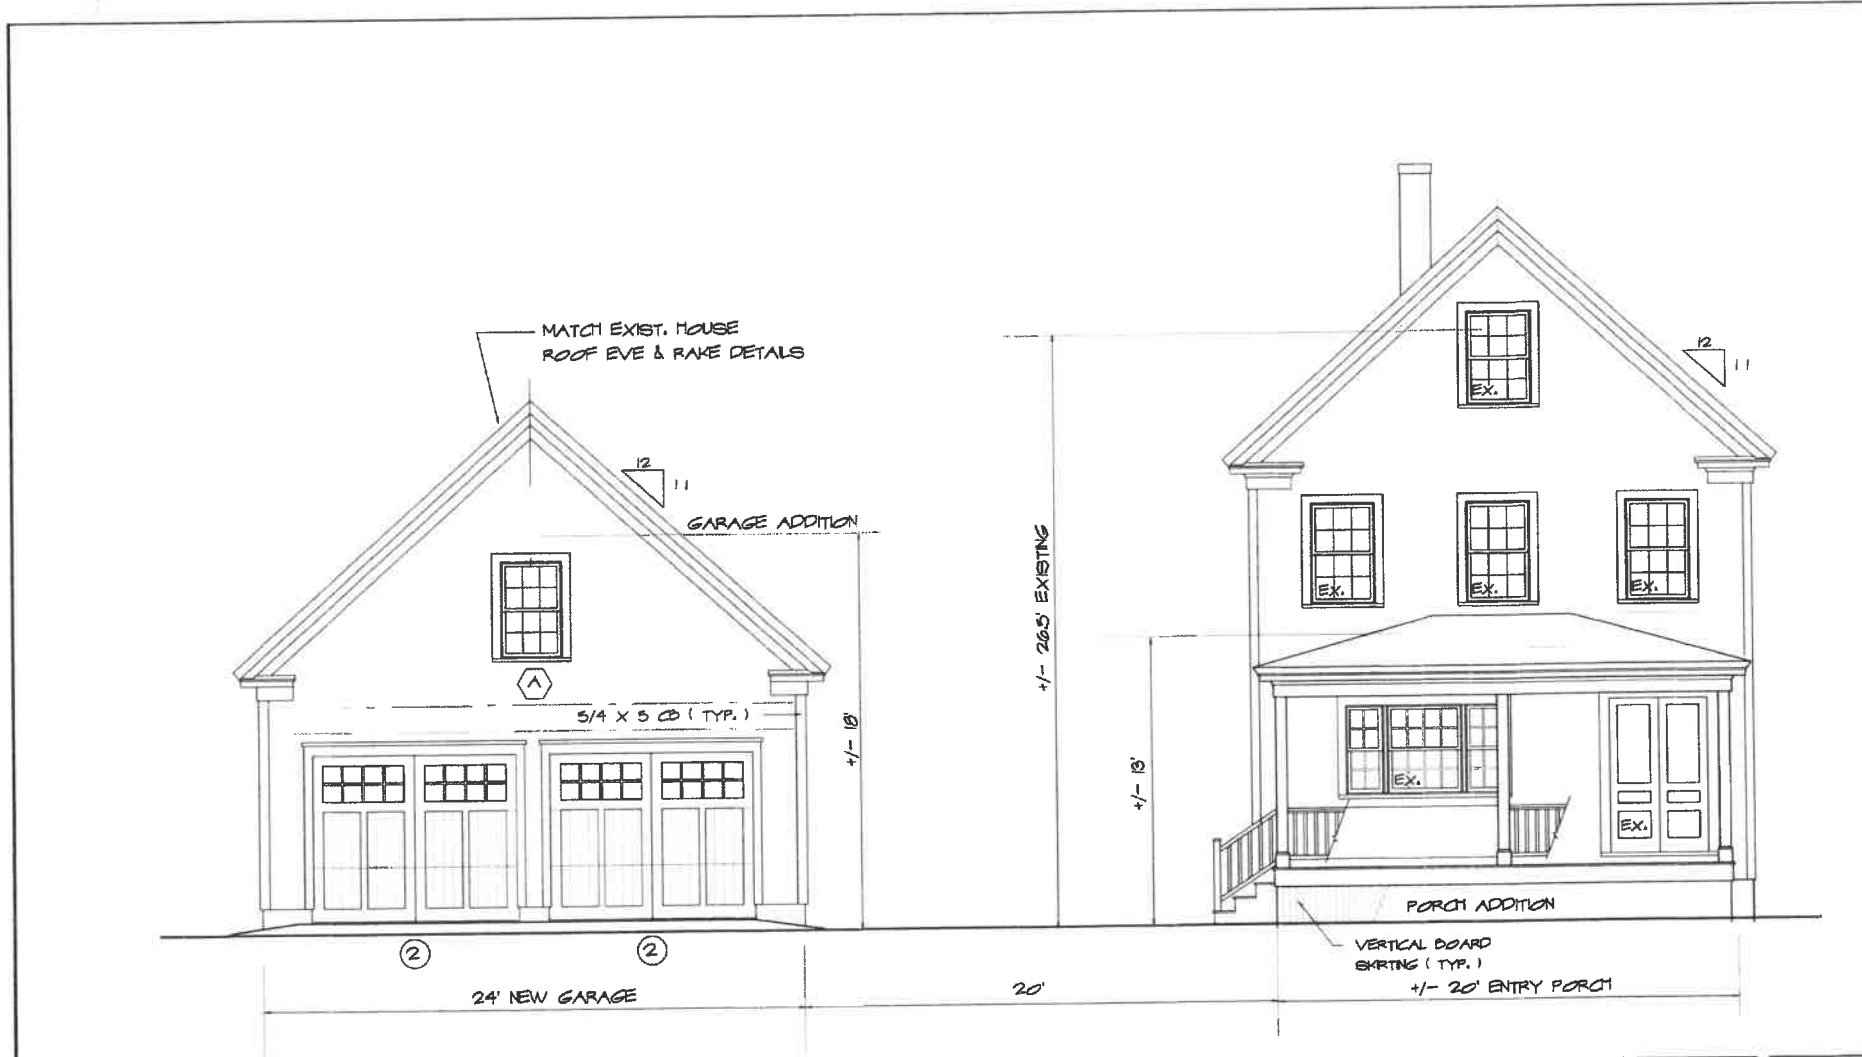 MATCH EXIST. HOUSE
ROOF EVE & RAKE DETAILS
12
11
GARAGE ADDITION
A
5/4 X 5 CB ( TYP. )
+/- 18'
2
2
24' NEW GARAGE
20'
+/- 26.5' EXISTING
+/- 13'
12
11
EX.
EX.
EX.
EX.
EX.
EX.
PORCH ADDITION
VERTICAL BOARD
SKRTING ( TYP. )
+/- 20' ENTRY PORCH